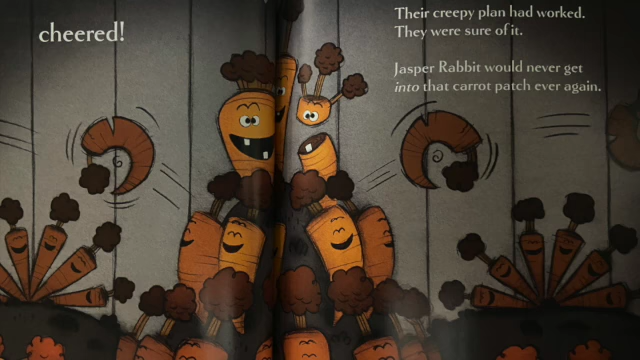 cheered!
Their creepy plan had worked.
They were sure of it.
Jasper Rabbit would never get
into that carrot patch ever again.